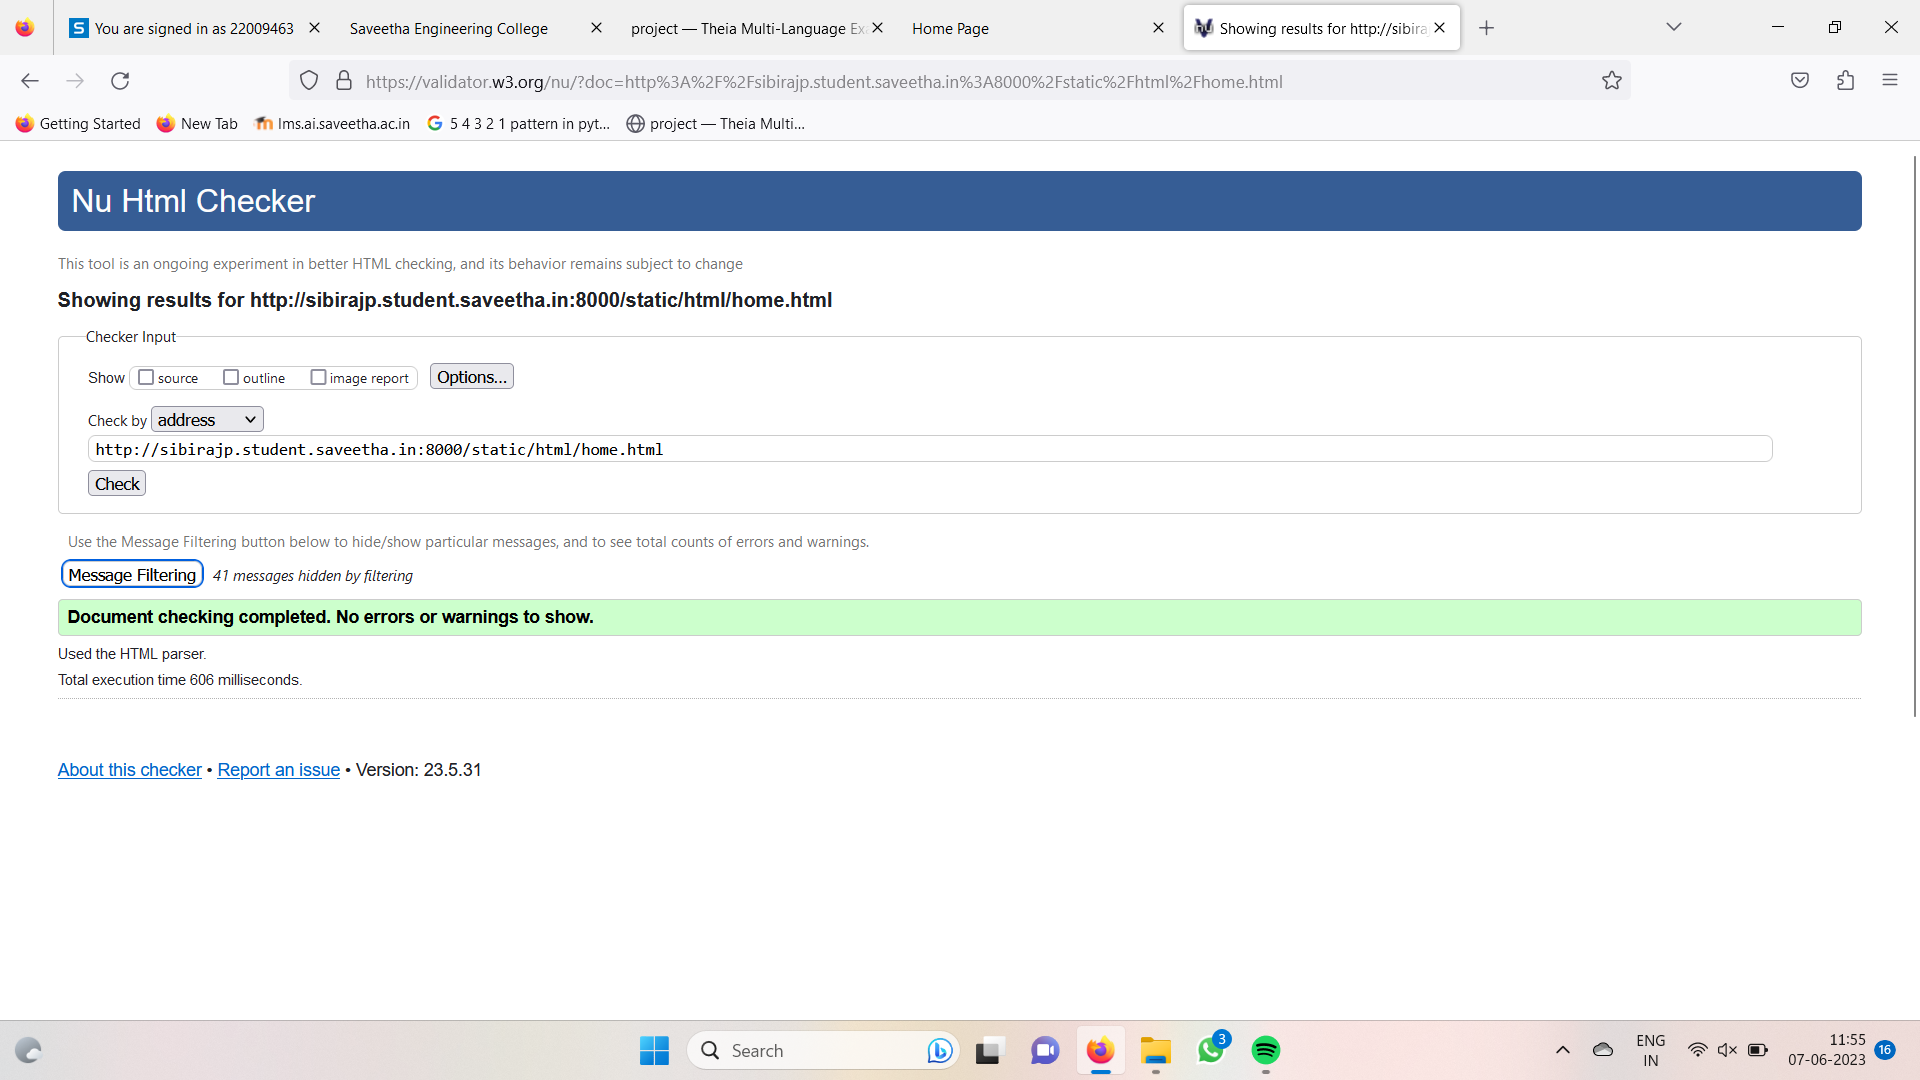 You are signed in as 22009463
Saveetha Engineering College
project — Theia Multi-Language Ex
Home Page
Showing results for http://sibira
https://validator.w3.org/nu/?doc=http%3A%2F%2Fsibirajp.student.saveetha.in%3A8000%2Fstatic%2Fhtml%2Fhome.html
Getting Started
New Tab
lms.ai.saveetha.ac.in
5 4 3 2 1 pattern in pyt...
project — Theia Multi...
Nu Html Checker
This tool is an ongoing experiment in better HTML checking, and its behavior remains subject to change
Showing results for http://sibirajp.student.saveetha.in:8000/static/html/home.html
Checker Input
Show source outline image report Options...
Check by address
http://sibirajp.student.saveetha.in:8000/static/html/home.html
Check
Use the Message Filtering button below to hide/show particular messages, and to see total counts of errors and warnings.
Message Filtering 41 messages hidden by filtering
Document checking completed. No errors or warnings to show.
Used the HTML parser.
Total execution time 606 milliseconds.
About this checker • Report an issue • Version: 23.5.31
Search
3
ENG
IN
11:55
07-06-2023
16